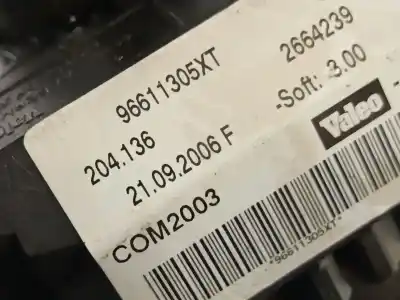 96611305XT 2664239
204.136 -Soft: 3.00
21.09.2006 F Valeo
COM2003
*96611305XT*